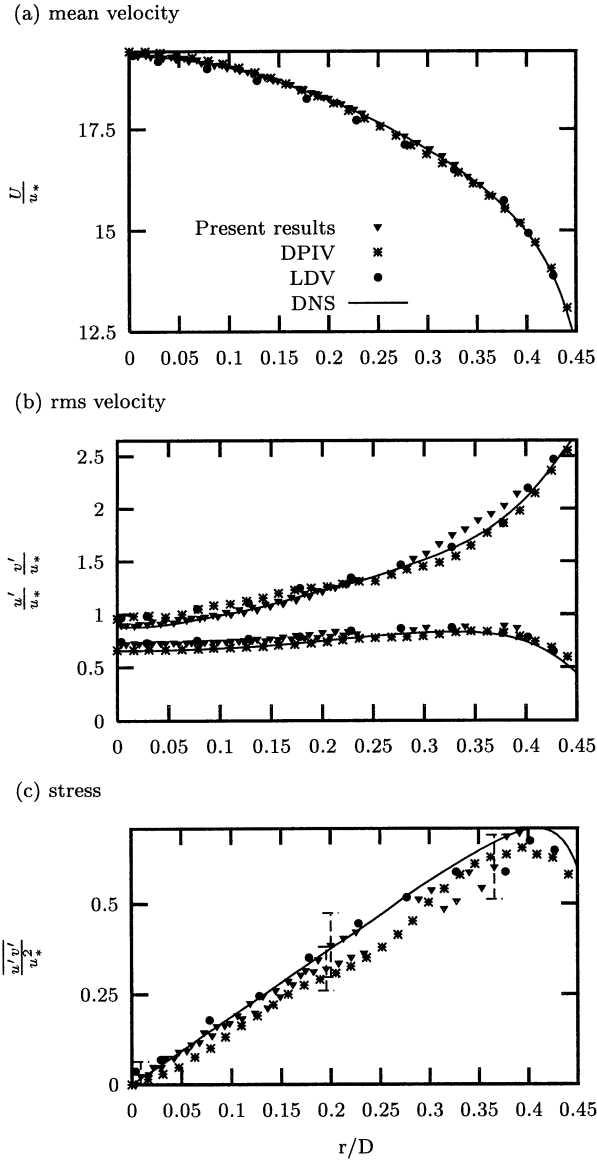 (a) mean velocity
17.5
15
12.5
U
u*
Present results
DPIV
LDV
DNS
0 0.05 0.1 0.15 0.2 0.25 0.3 0.35 0.4 0.45
(b) rms velocity
2.5
2
1.5
1
0.5
0
u′ v′
u* u*
0 0.05 0.1 0.15 0.2 0.25 0.3 0.35 0.4 0.45
(c) stress
0.5
0.25
0
u′v′
u*2
0 0.05 0.1 0.15 0.2 0.25 0.3 0.35 0.4 0.45
r/D